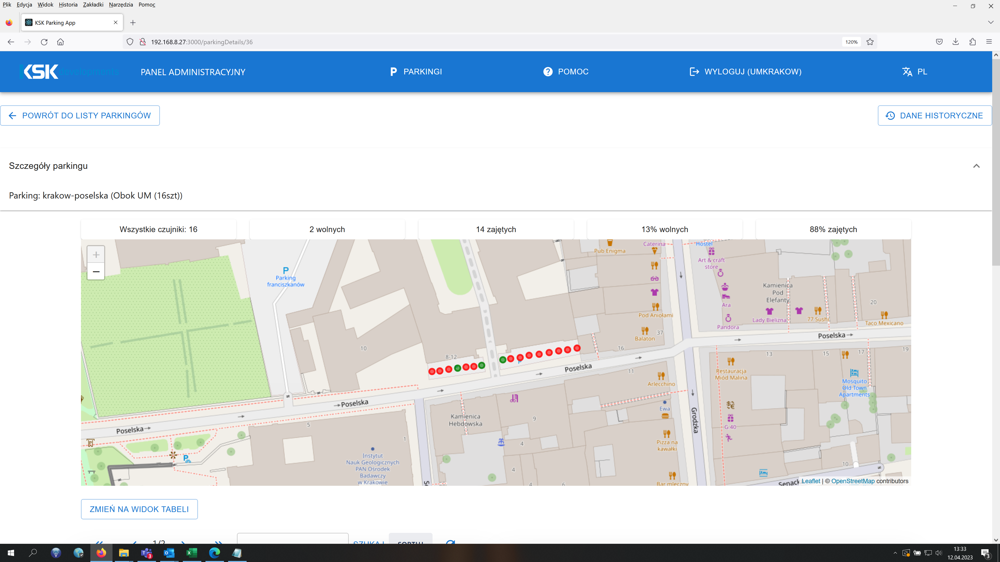 Plik Edycja Widok Historia Zakładki Narzędzia Pomoc
KSK Parking App
192.168.8.27:3000/parkingDetails/36
120%
KSK developments
PANEL ADMINISTRACYJNY
PARKINGI
POMOC
WYLOGUJ (UMKRAKOW)
PL
POWRÓT DO LISTY PARKINGÓW
DANE HISTORYCZNE
Szczegóły parkingu
Parking: krakow-poselska (Obok UM (16szt))
Wszystkie czujniki: 16
2 wolnych
14 zajętych
13% wolnych
88% zajętych
+
−
P
Parking
franciszkanów
Pub Enigma
Caterina
Hostel
Art & craft
store
Ara
Pandora
Kamienica
Pod
Elefanty
Lady Bielizna
77 Sushi
20
Taco Mexicano
Pod Aniołami
Balaton
37
Poselska
10
8-12
16
Poselska
11
13
15
17
19
Restauracja
Miód Malina
Arlecchino
Mosquito
Old Town
Apartments
Ewa
Grodzka
G.40
Poselska
Poselska
Kamienica
Hebdowska
9
5
1
4
4
4
6
Pizza na
kawałki
Bar mleczny
Instytut
Nauk Geologicznych
PAN Ośrodek
Badawczy
w Krakowie
P
10
Senack
Leaflet | © OpenStreetMap contributors
ZMIEŃ NA WIDOK TABELI
1/2
SZUKAJ
SORTUJ
3
13:33
12.04.2023
3